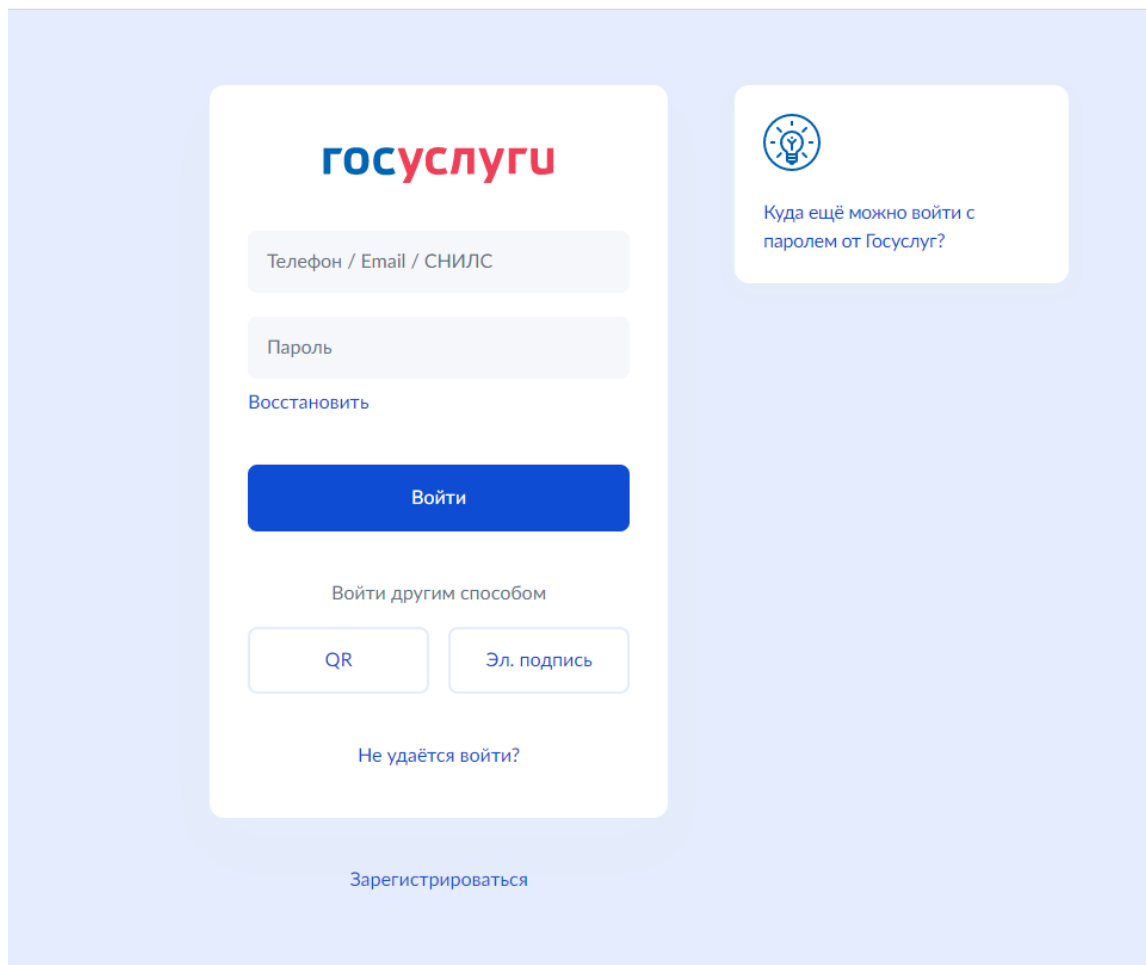 госуслуги
Телефон / Email / СНИЛС
Пароль
Восстановить
Войти
Войти другим способом
QR
Эл. подпись
Не удаётся войти?
Зарегистрироваться
Куда ещё можно войти с
паролем от Госуслуг?